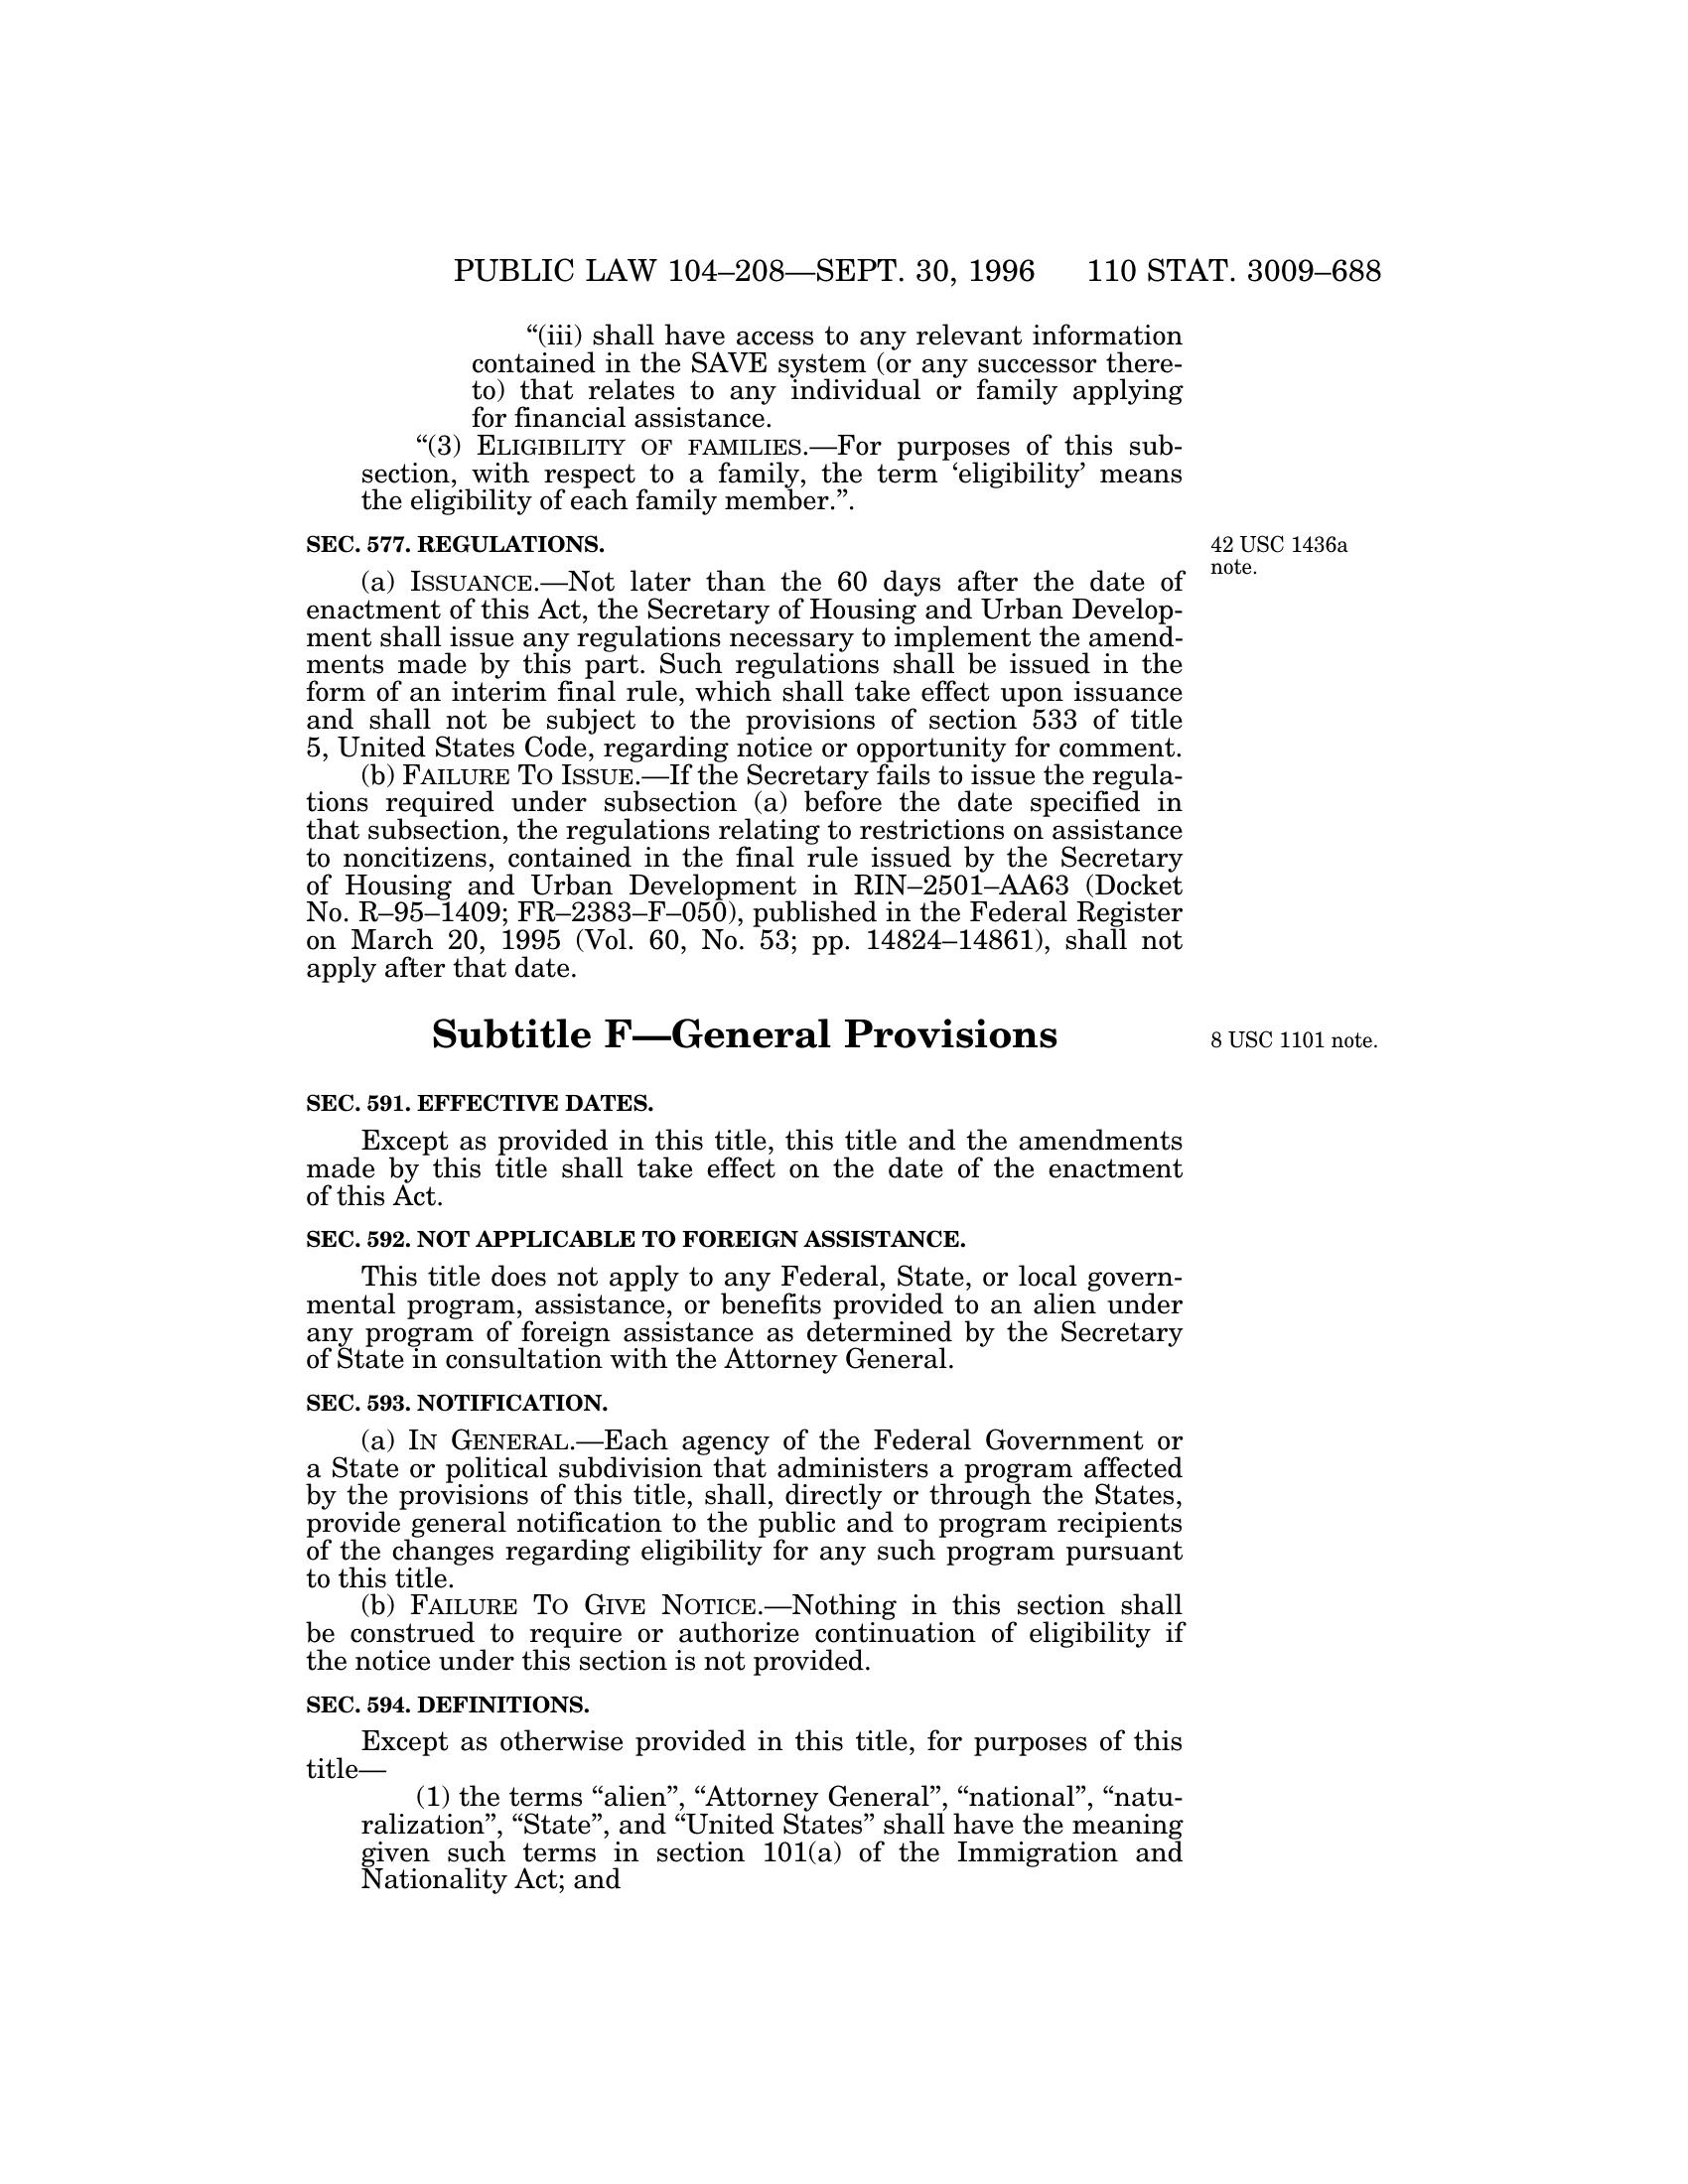 PUBLIC LAW 104–208—SEPT. 30, 1996 110 STAT. 3009–688
“(iii) shall have access to any relevant information
contained in the SAVE system (or any successor there-
to) that relates to any individual or family applying
for financial assistance.
“(3) ELIGIBILITY OF FAMILIES.—For purposes of this sub-
section, with respect to a family, the term ‘eligibility’ means
the eligibility of each family member.”.
SEC. 577. REGULATIONS.
42 USC 1436a
note.
(a) ISSUANCE.—Not later than the 60 days after the date of
enactment of this Act, the Secretary of Housing and Urban Develop-
ment shall issue any regulations necessary to implement the amend-
ments made by this part. Such regulations shall be issued in the
form of an interim final rule, which shall take effect upon issuance
and shall not be subject to the provisions of section 533 of title
5, United States Code, regarding notice or opportunity for comment.
(b) FAILURE TO ISSUE.—If the Secretary fails to issue the regula-
tions required under subsection (a) before the date specified in
that subsection, the regulations relating to restrictions on assistance
to noncitizens, contained in the final rule issued by the Secretary
of Housing and Urban Development in RIN–2501–AA63 (Docket
No. R–95–1409; FR–2383–F–050), published in the Federal Register
on March 20, 1995 (Vol. 60, No. 53; pp. 14824–14861), shall not
apply after that date.
Subtitle F—General Provisions
8 USC 1101 note.
SEC. 591. EFFECTIVE DATES.
Except as provided in this title, this title and the amendments
made by this title shall take effect on the date of the enactment
of this Act.
SEC. 592. NOT APPLICABLE TO FOREIGN ASSISTANCE.
This title does not apply to any Federal, State, or local govern-
mental program, assistance, or benefits provided to an alien under
any program of foreign assistance as determined by the Secretary
of State in consultation with the Attorney General.
SEC. 593. NOTIFICATION.
(a) IN GENERAL.—Each agency of the Federal Government or
a State or political subdivision that administers a program affected
by the provisions of this title, shall, directly or through the States,
provide general notification to the public and to program recipients
of the changes regarding eligibility for any such program pursuant
to this title.
(b) FAILURE TO GIVE NOTICE.—Nothing in this section shall
be construed to require or authorize continuation of eligibility if
the notice under this section is not provided.
SEC. 594. DEFINITIONS.
Except as otherwise provided in this title, for purposes of this
title—
(1) the terms “alien”, “Attorney General”, “national”, “natu-
ralization”, “State”, and “United States” shall have the meaning
given such terms in section 101(a) of the Immigration and
Nationality Act; and